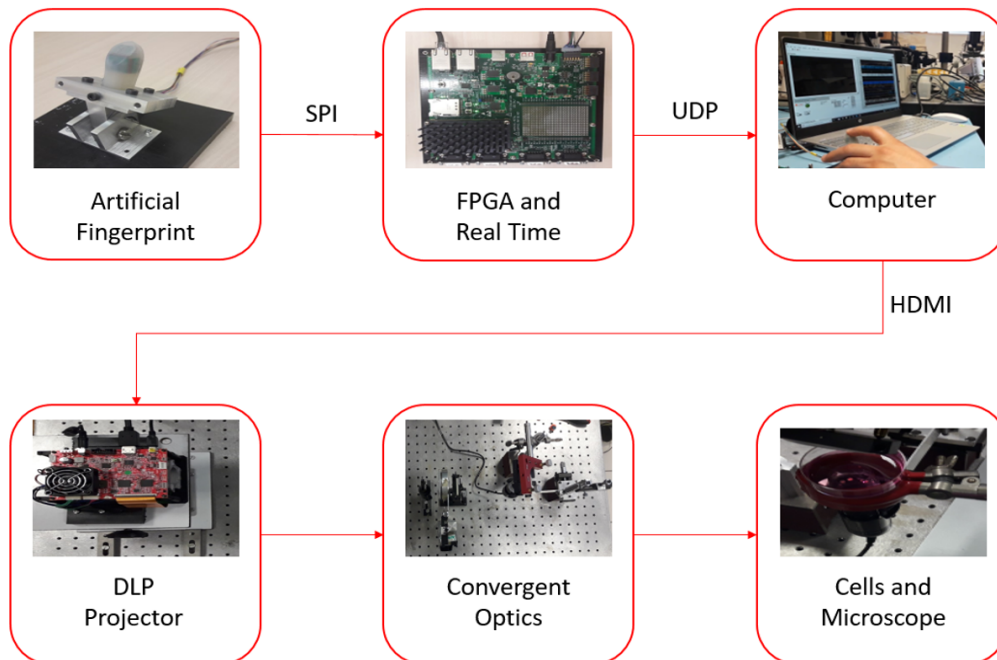 SPI
UDP
Artificial
Fingerprint
FPGA and
Real Time
Computer
HDMI
DLP
Projector
Convergent
Optics
Cells and
Microscope